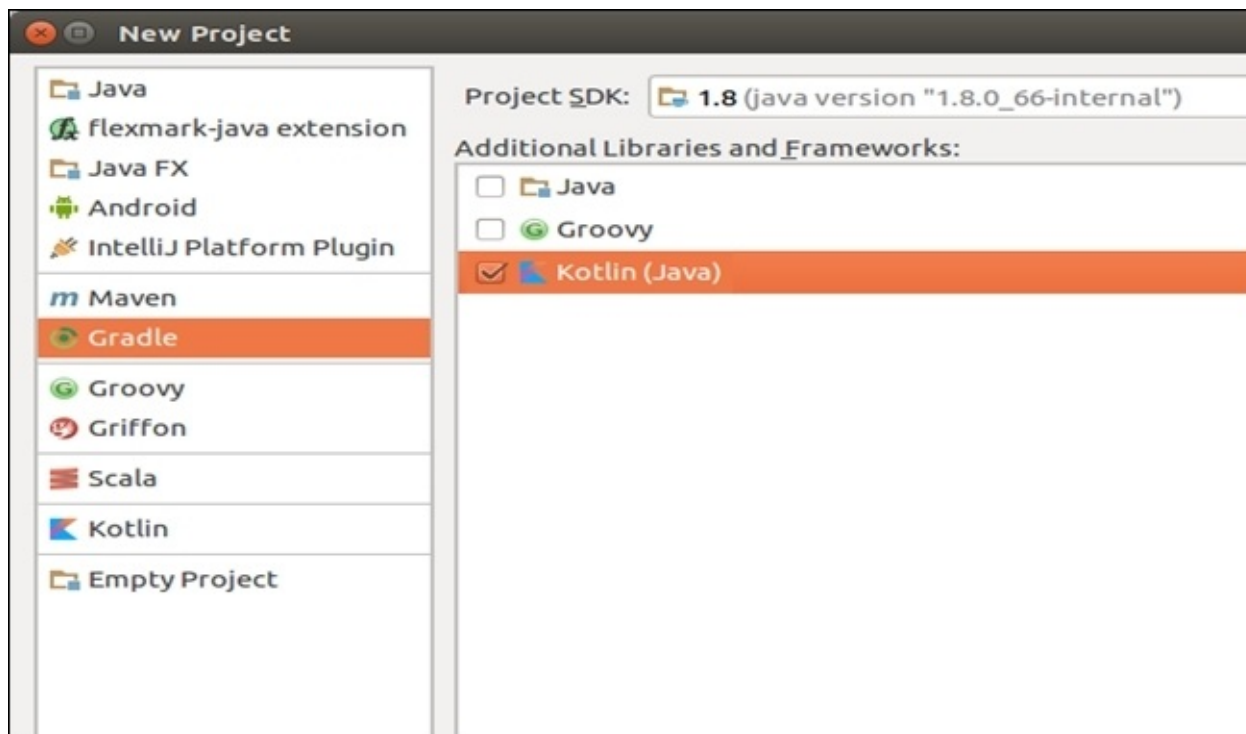 New Project
Java
flexmark-java extension
Java FX
Android
IntelliJ Platform Plugin
Maven
Gradle
Groovy
Griffon
Scala
Kotlin
Empty Project
Project SDK: 1.8 (java version "1.8.0_66-internal")
Additional Libraries and Frameworks:
Java
Groovy
Kotlin (Java)